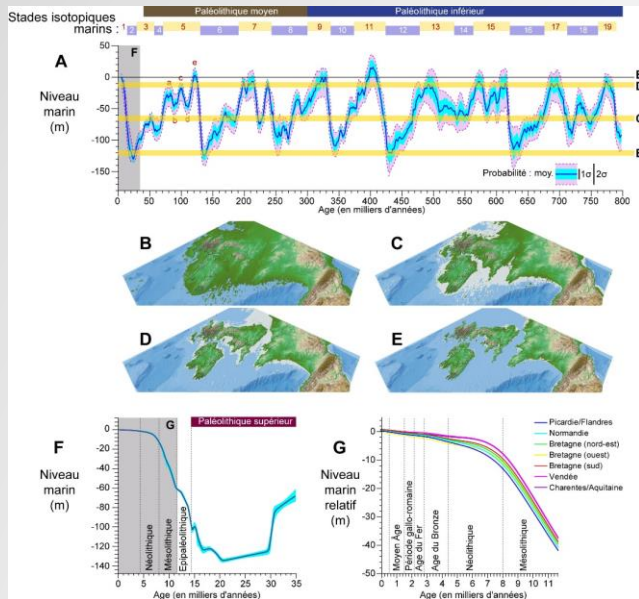 Paléolithique moyen
Paléolithique inférieur
Stades isotopiques
marins :
1 3 5 7 9 11 13 15 17 19
2 4 6 8 10 12 14 16 18
A
F
e
c
a
Niveau
marin
(m)
50
0
-50
-100
-150
E
D
C
B
Probabilité : moy. 1σ 2σ
0 50 100 150 200 250 300 350 400 450 500 550 600 650 700 750 800
Age (en milliers d'années)
B
C
D
E
Paléolithique supérieur
F
G
Niveau
marin
(m)
0
-20
-40
-60
-80
-100
-120
-140
Néolithique
Mésolithique
Epipaléolithique
0 5 10 15 20 25 30 35
Age (en milliers d'années)
G
Niveau
marin
relatif
(m)
10
0
-10
-20
-30
-40
-50
Picardie/Flandres
Normandie
Bretagne (nord-est)
Bretagne (ouest)
Bretagne (sud)
Vendée
Charentes/Aquitaine
Moyen Âge
Période gallo-romaine
Age du Fer
Age du Bronze
Néolithique
Mésolithique
0 1 2 3 4 5 6 7 8 9 10 11
Age (en milliers d'années)